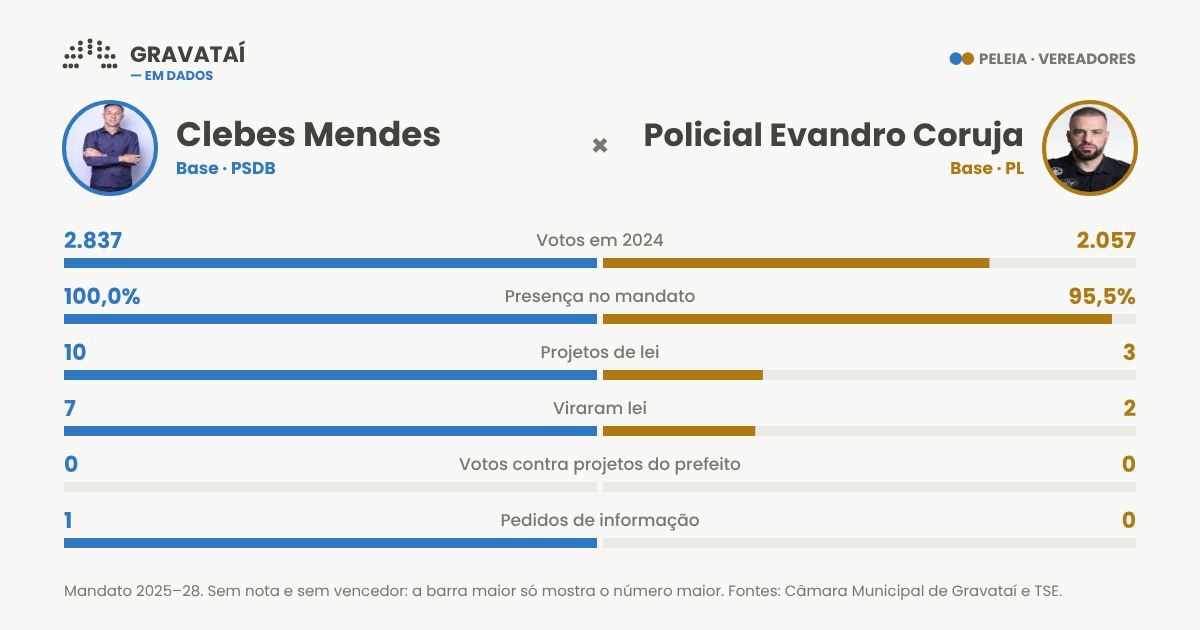 GRAVATAÍ
— EM DADOS
PELEIA · VEREADORES
Clebes Mendes
Base · PSDB
×
Policial Evandro Coruja
Base · PL
2.837 Votos em 2024 2.057
100,0% Presença no mandato 95,5%
10 Projetos de lei 3
7 Viraram lei 2
0 Votos contra projetos do prefeito 0
1 Pedidos de informação 0
Mandato 2025–28. Sem nota e sem vencedor: a barra maior só mostra o número maior. Fontes: Câmara Municipal de Gravataí e TSE.